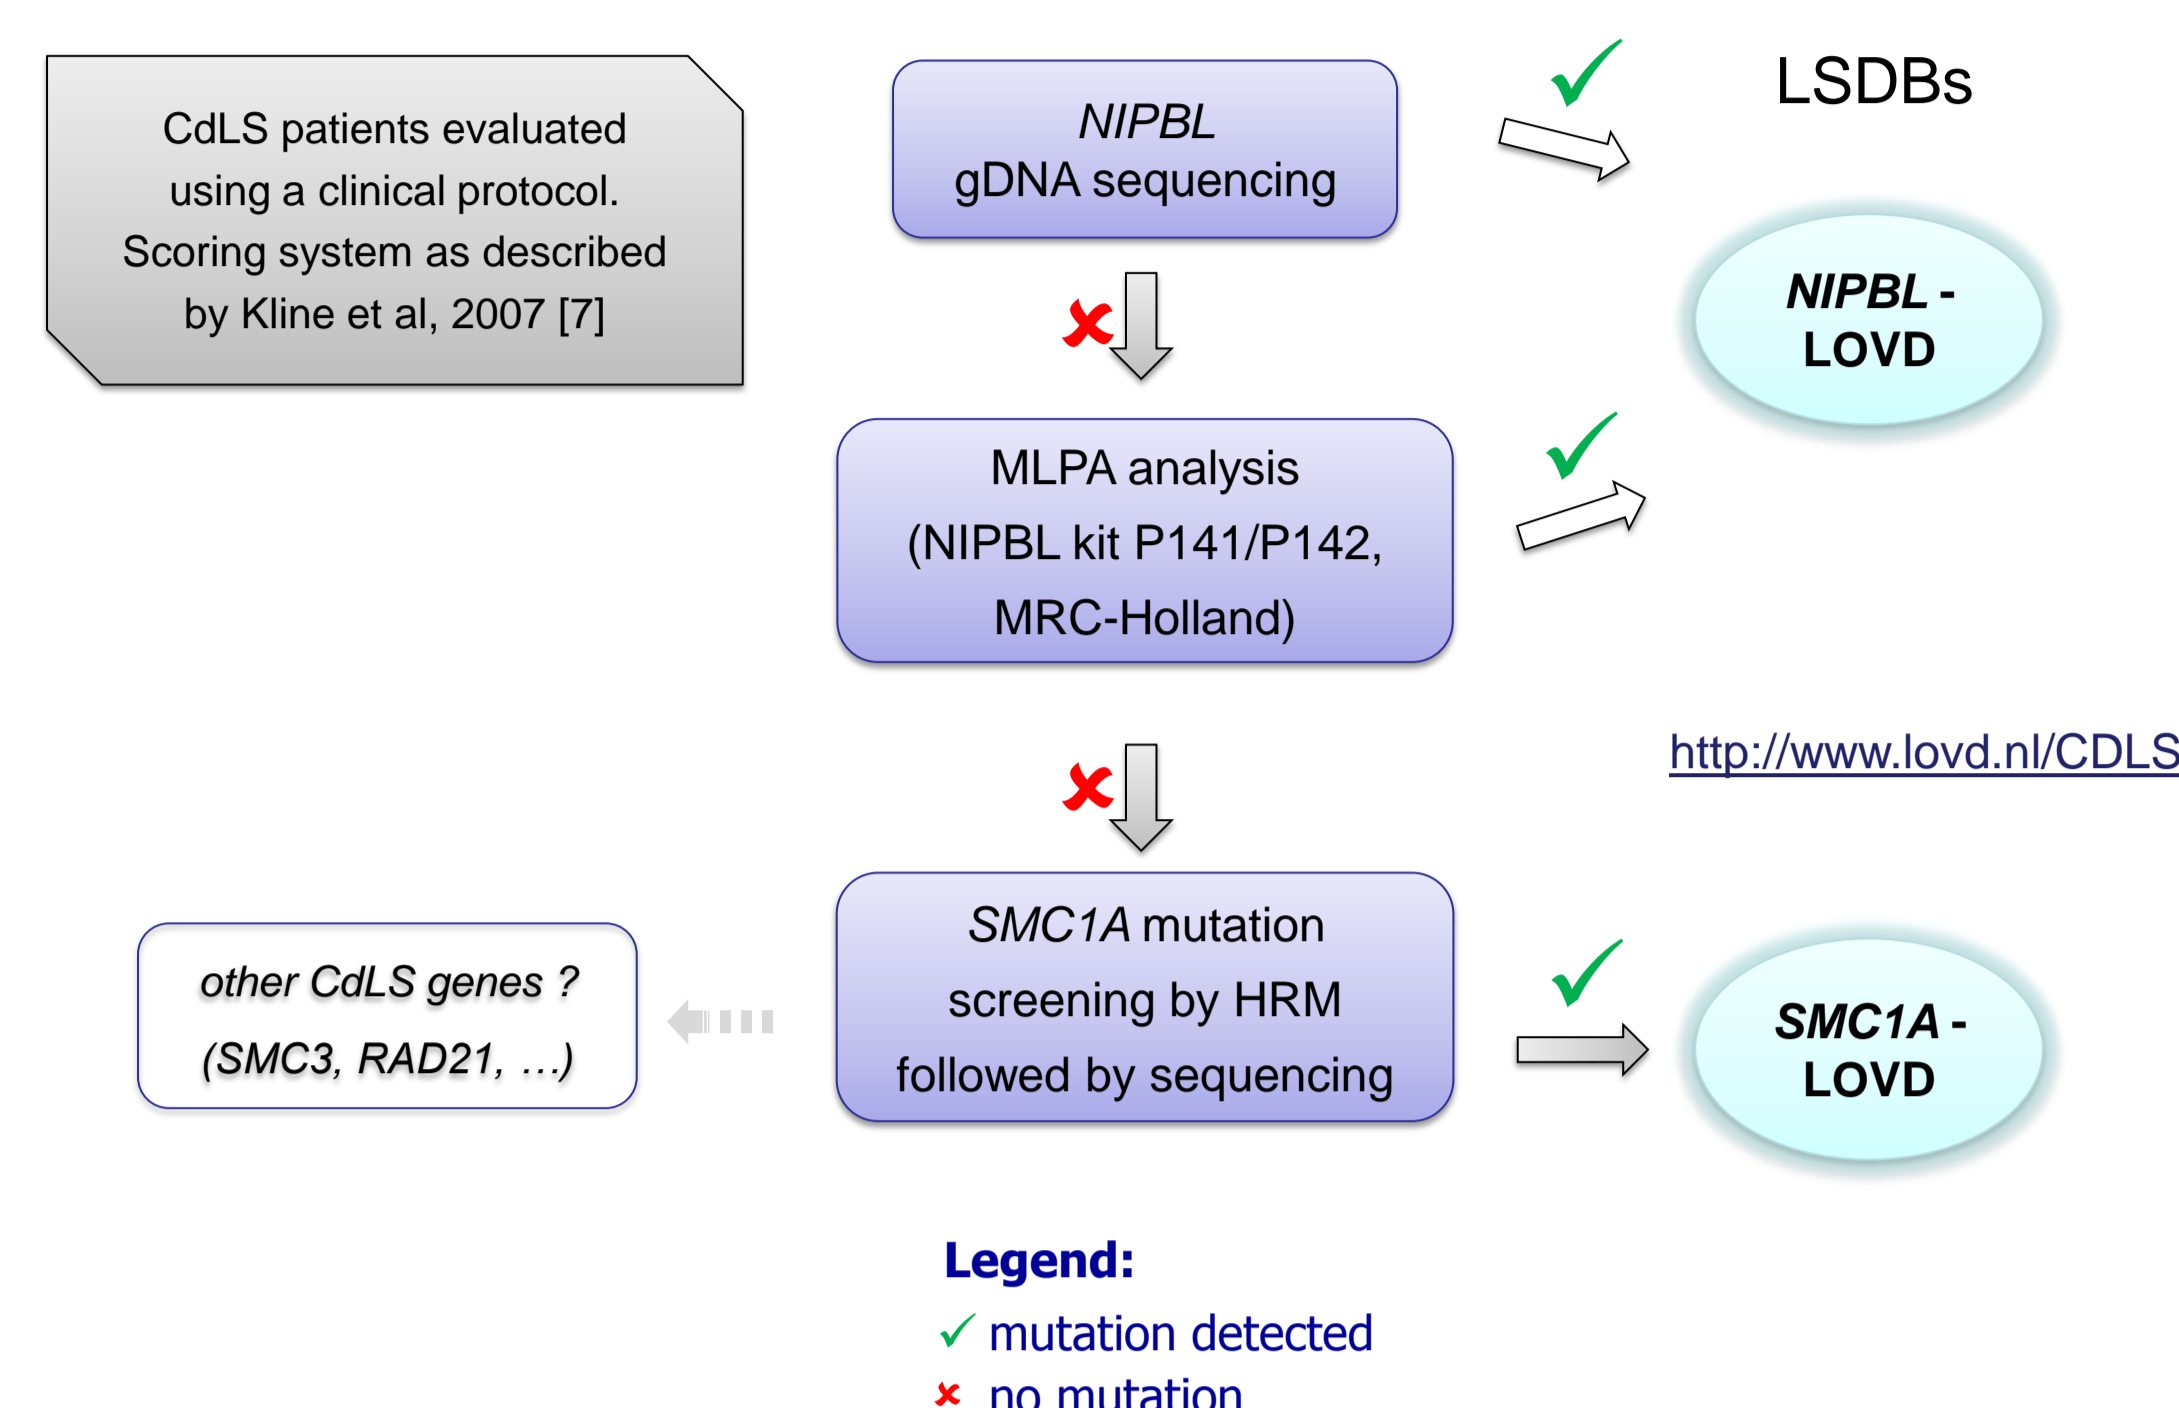 CdLS patients evaluated
using a clinical protocol.
Scoring system as described
by Kline et al, 2007 [7]
NIPBL
gDNA sequencing
LSDBs
NIPBL -
LOVD
MLPA analysis
(NIPBL kit P141/P142,
MRC-Holland)
http://www.lovd.nl/CDLS
other CdLS genes ?
(SMC3, RAD21, …)
SMC1A mutation
screening by HRM
followed by sequencing
SMC1A -
LOVD
Legend:
✓ mutation detected
✘ no mutation